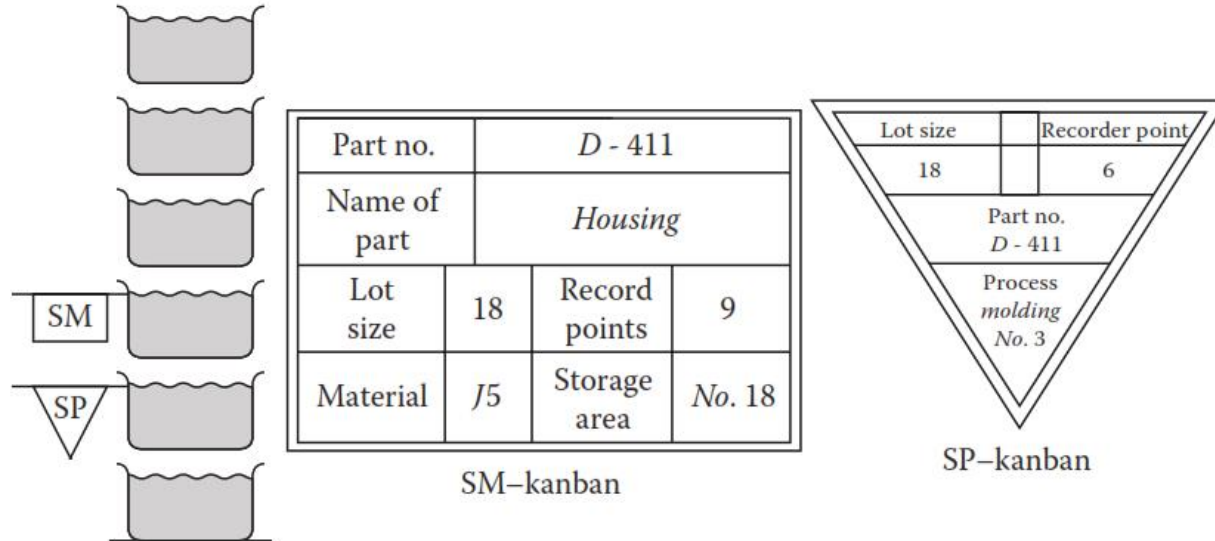 SM
SP
Part no. D - 411
Name of
part
Housing
Lot
size
18
Record
points
9
Material J5
Storage
area
No. 18
SM–kanban
Lot size Recorder point
18 6
Part no.
D - 411
Process
molding
No. 3
SP–kanban